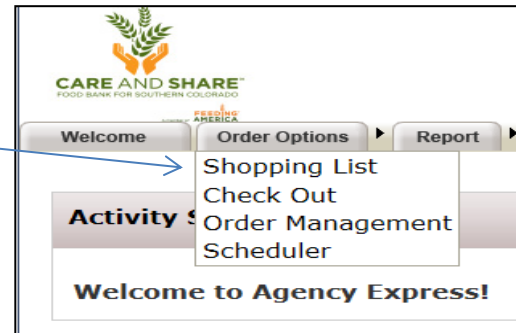 CARE AND SHARE
FOOD BANK FOR SOUTHERN COLORADO
FEEDING
AMERICA
Welcome Order Options Report
Shopping List
Check Out
Order Management
Scheduler
Activity S
Welcome to Agency Express!